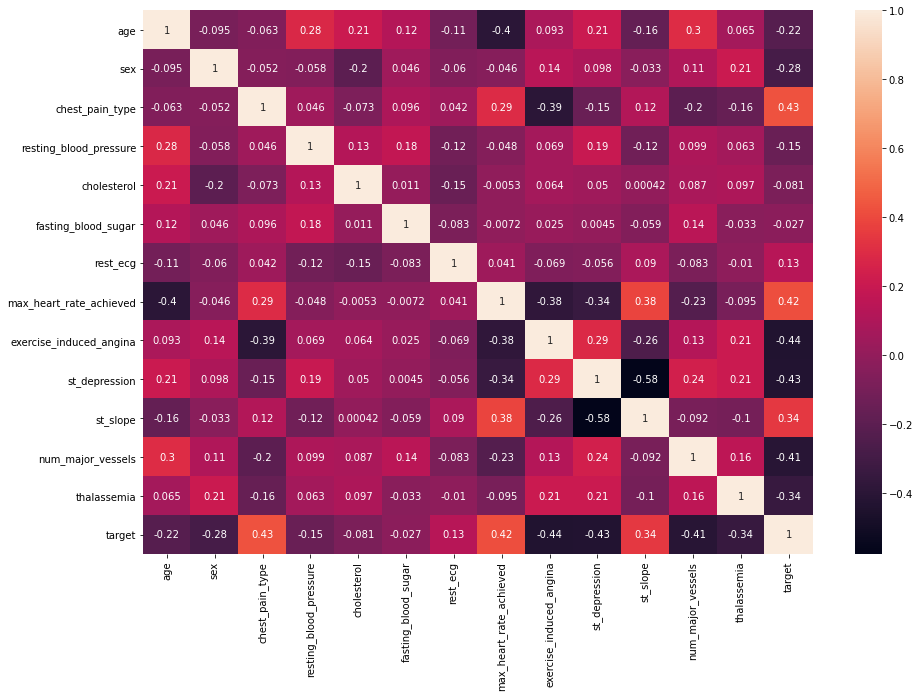 age 1 -0.095 -0.063 0.28 0.21 0.12 -0.11 -0.4 0.093 0.21 -0.16 0.3 0.065 -0.22
sex -0.095 1 -0.052 -0.058 -0.2 0.046 -0.06 -0.046 0.14 0.098 -0.033 0.11 0.21 -0.28
chest_pain_type -0.063 -0.052 1 0.046 -0.073 0.096 0.042 0.29 -0.39 -0.15 0.12 -0.2 -0.16 0.43
resting_blood_pressure 0.28 -0.058 0.046 1 0.13 0.18 -0.12 -0.048 0.069 0.19 -0.12 0.099 0.063 -0.15
cholesterol 0.21 -0.2 -0.073 0.13 1 0.011 -0.15 -0.0053 0.064 0.05 0.00042 0.087 0.097 -0.081
fasting_blood_sugar 0.12 0.046 0.096 0.18 0.011 1 -0.083 -0.0072 0.025 0.0045 -0.059 0.14 -0.033 -0.027
rest_ecg -0.11 -0.06 0.042 -0.12 -0.15 -0.083 1 0.041 -0.069 -0.056 0.09 -0.083 -0.01 0.13
max_heart_rate_achieved -0.4 -0.046 0.29 -0.048 -0.0053 -0.0072 0.041 1 -0.38 -0.34 0.38 -0.23 -0.095 0.42
exercise_induced_angina 0.093 0.14 -0.39 0.069 0.064 0.025 -0.069 -0.38 1 0.29 -0.26 0.13 0.21 -0.44
st_depression 0.21 0.098 -0.15 0.19 0.05 0.0045 -0.056 -0.34 0.29 1 -0.58 0.24 0.21 -0.43
st_slope -0.16 -0.033 0.12 -0.12 0.00042 -0.059 0.09 0.38 -0.26 -0.58 1 -0.092 -0.1 0.34
num_major_vessels 0.3 0.11 -0.2 0.099 0.087 0.14 -0.083 -0.23 0.13 0.24 -0.092 1 0.16 -0.41
thalassemia 0.065 0.21 -0.16 0.063 0.097 -0.033 -0.01 -0.095 0.21 0.21 -0.1 0.16 1 -0.34
target -0.22 -0.28 0.43 -0.15 -0.081 -0.027 0.13 0.42 -0.44 -0.43 0.34 -0.41 -0.34 1
age
sex
chest_pain_type
resting_blood_pressure
cholesterol
fasting_blood_sugar
rest_ecg
max_heart_rate_achieved
exercise_induced_angina
st_depression
st_slope
num_major_vessels
thalassemia
target
1.0
0.8
0.6
0.4
0.2
0.0
−0.2
−0.4